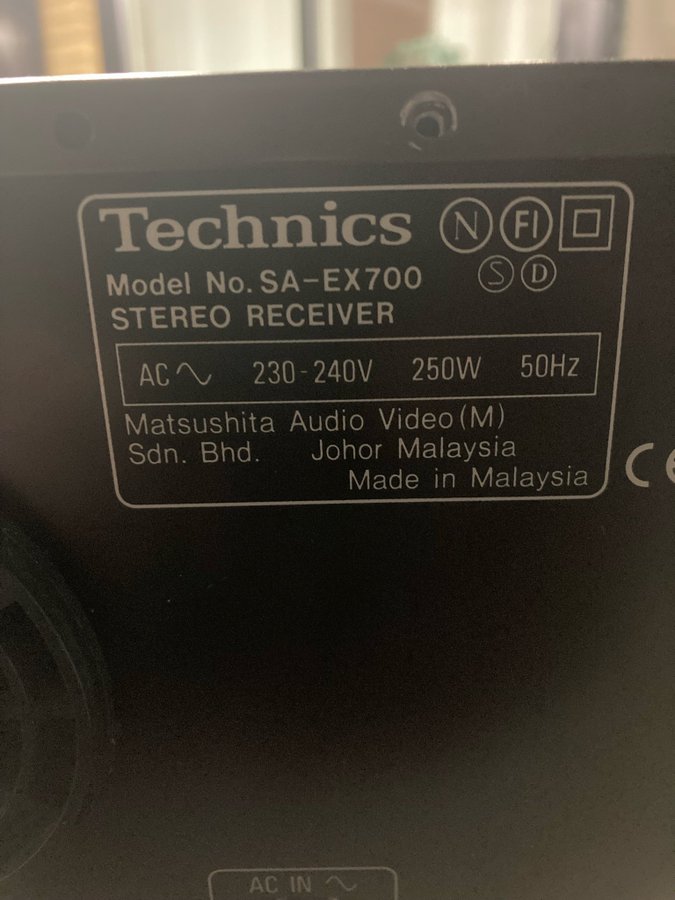 Technics N FI
Model No. SA-EX700 S D
STEREO RECEIVER
AC 230-240V 250W 50Hz
Matsushita Audio Video (M)
Sdn. Bhd. Johor Malaysia
Made in Malaysia
CE
AC IN